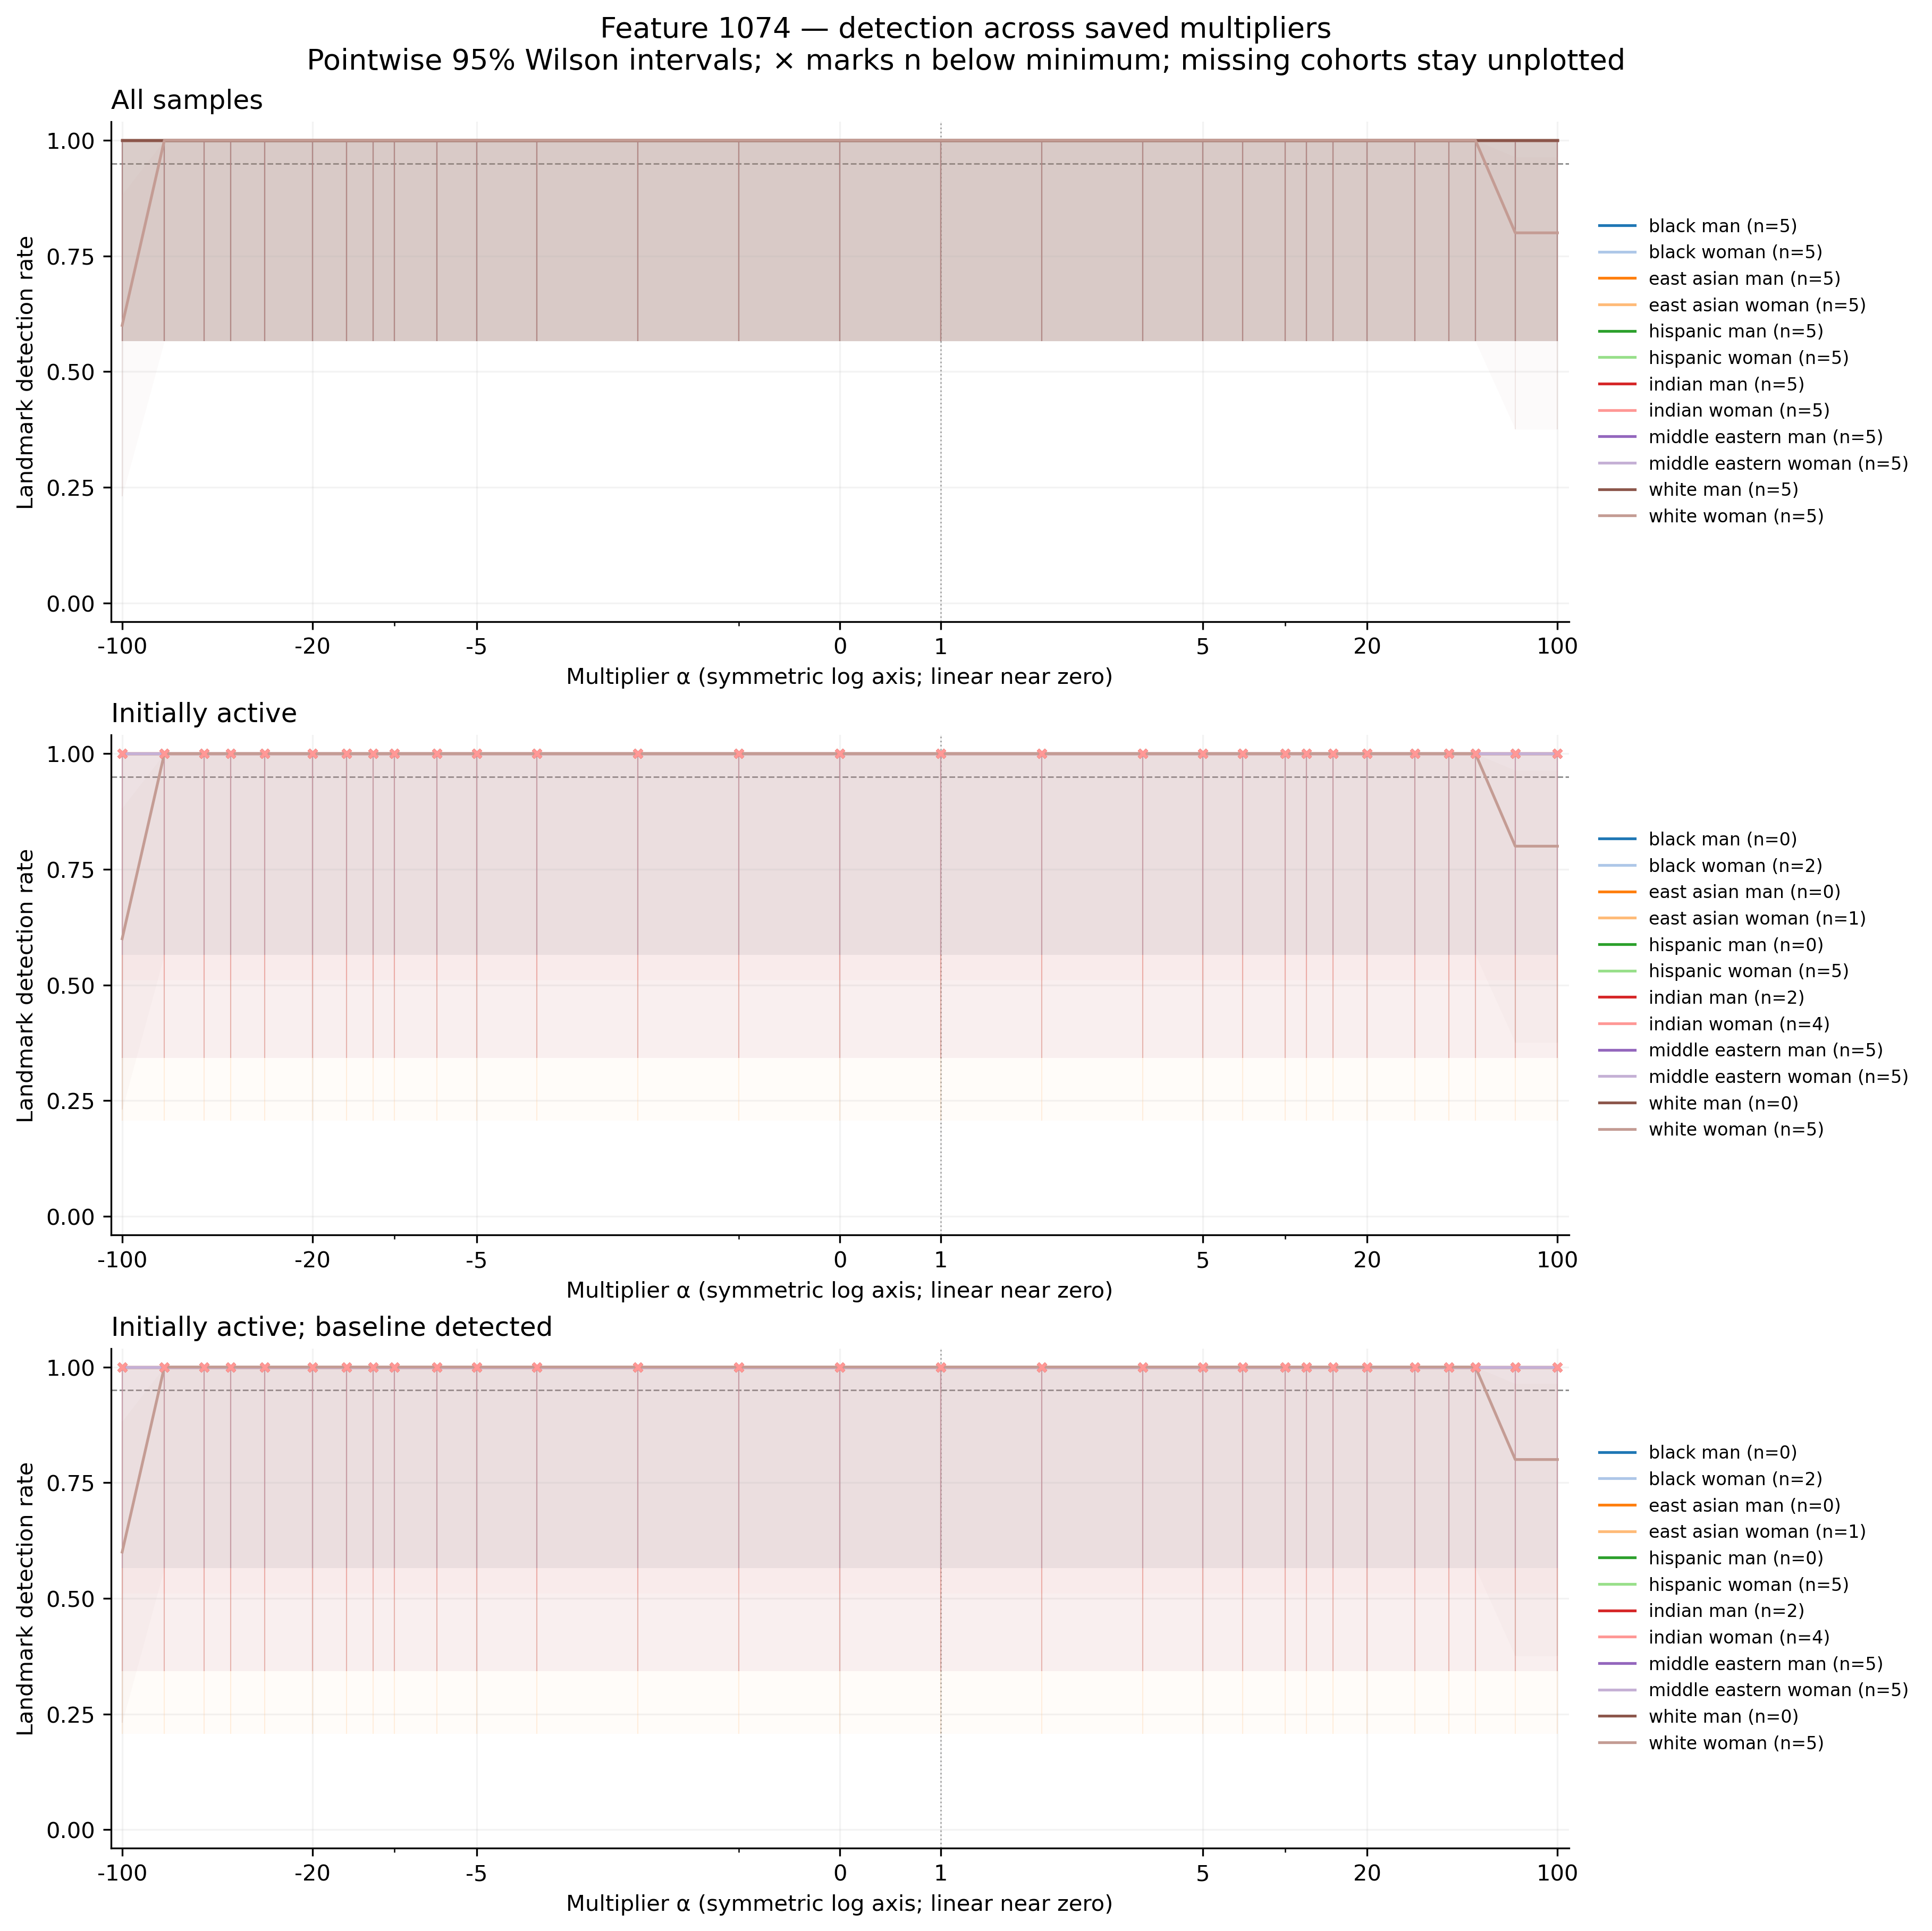 Feature 1074 — detection across saved multipliers
Pointwise 95% Wilson intervals; × marks n below minimum; missing cohorts stay unplotted
All samples
1.00
0.75
0.50
0.25
0.00
Landmark detection rate
-100
-20
-5
0
1
5
20
100
Multiplier α (symmetric log axis; linear near zero)
black man (n=5)
black woman (n=5)
east asian man (n=5)
east asian woman (n=5)
hispanic man (n=5)
hispanic woman (n=5)
indian man (n=5)
indian woman (n=5)
middle eastern man (n=5)
middle eastern woman (n=5)
white man (n=5)
white woman (n=5)
Initially active
1.00
0.75
0.50
0.25
0.00
Landmark detection rate
-100
-20
-5
0
1
5
20
100
Multiplier α (symmetric log axis; linear near zero)
black man (n=0)
black woman (n=2)
east asian man (n=0)
east asian woman (n=1)
hispanic man (n=0)
hispanic woman (n=5)
indian man (n=2)
indian woman (n=4)
middle eastern man (n=5)
middle eastern woman (n=5)
white man (n=0)
white woman (n=5)
Initially active; baseline detected
1.00
0.75
0.50
0.25
0.00
Landmark detection rate
-100
-20
-5
0
1
5
20
100
Multiplier α (symmetric log axis; linear near zero)
black man (n=0)
black woman (n=2)
east asian man (n=0)
east asian woman (n=1)
hispanic man (n=0)
hispanic woman (n=5)
indian man (n=2)
indian woman (n=4)
middle eastern man (n=5)
middle eastern woman (n=5)
white man (n=0)
white woman (n=5)